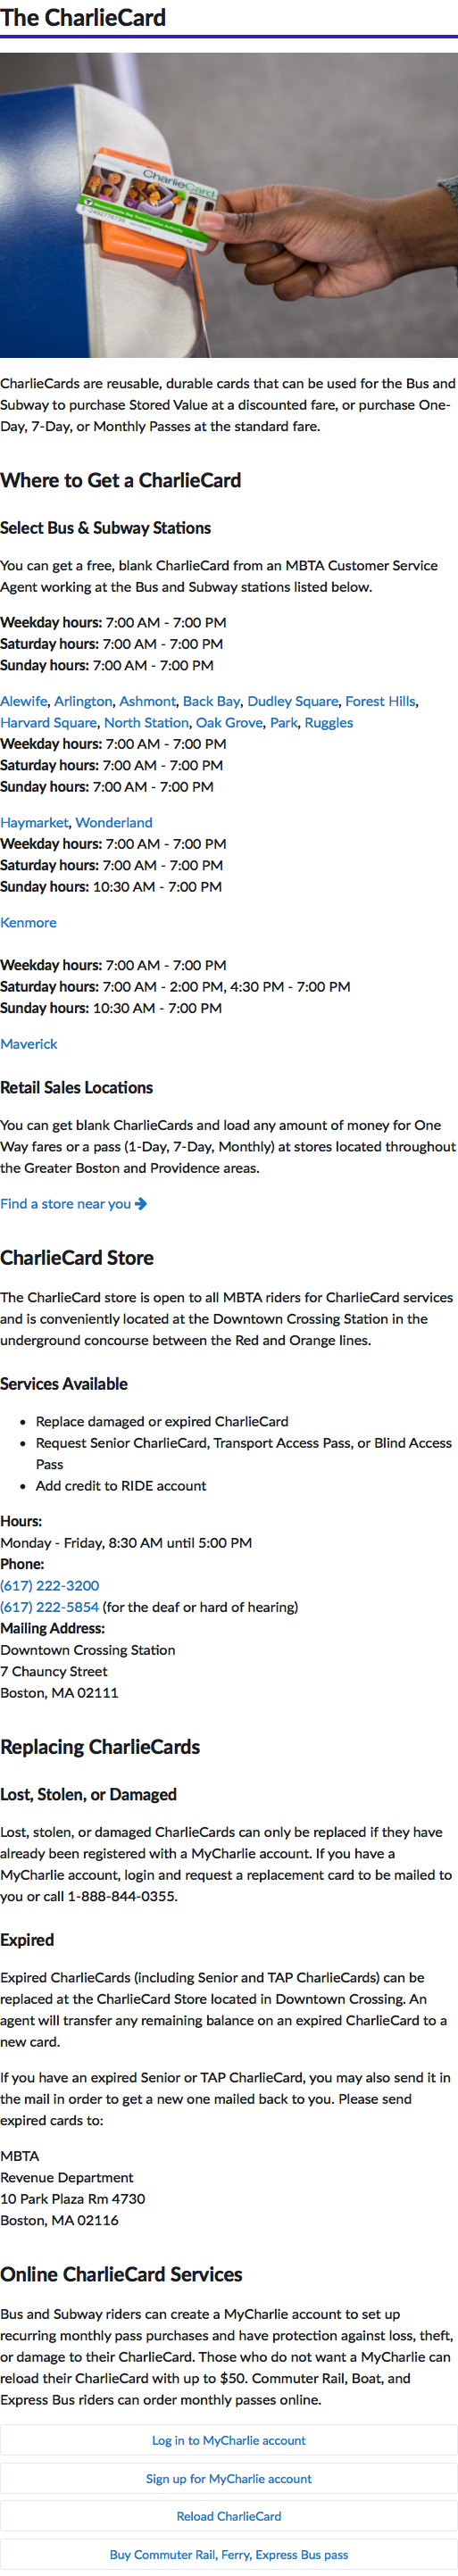 The CharlieCard
CharlieCard
CharlieCards are reusable, durable cards that can be used for the Bus and
Subway to purchase Stored Value at a discounted fare, or purchase One-
Day, 7-Day, or Monthly Passes at the standard fare.
Where to Get a CharlieCard
Select Bus & Subway Stations
You can get a free, blank CharlieCard from an MBTA Customer Service
Agent working at the Bus and Subway stations listed below.
Weekday hours: 7:00 AM - 7:00 PM
Saturday hours: 7:00 AM - 7:00 PM
Sunday hours: 7:00 AM - 7:00 PM
Alewife, Arlington, Ashmont, Back Bay, Dudley Square, Forest Hills,
Harvard Square, North Station, Oak Grove, Park, Ruggles
Weekday hours: 7:00 AM - 7:00 PM
Saturday hours: 7:00 AM - 7:00 PM
Sunday hours: 7:00 AM - 7:00 PM
Haymarket, Wonderland
Weekday hours: 7:00 AM - 7:00 PM
Saturday hours: 7:00 AM - 7:00 PM
Sunday hours: 10:30 AM - 7:00 PM
Kenmore
Weekday hours: 7:00 AM - 7:00 PM
Saturday hours: 7:00 AM - 2:00 PM, 4:30 PM - 7:00 PM
Sunday hours: 10:30 AM - 7:00 PM
Maverick
Retail Sales Locations
You can get blank CharlieCards and load any amount of money for One
Way fares or a pass (1-Day, 7-Day, Monthly) at stores located throughout
the Greater Boston and Providence areas.
Find a store near you
CharlieCard Store
The CharlieCard store is open to all MBTA riders for CharlieCard services
and is conveniently located at the Downtown Crossing Station in the
underground concourse between the Red and Orange lines.
Services Available
• Replace damaged or expired CharlieCard
• Request Senior CharlieCard, Transport Access Pass, or Blind Access
Pass
• Add credit to RIDE account
Hours:
Monday - Friday, 8:30 AM until 5:00 PM
Phone:
(617) 222-3200
(617) 222-5854 (for the deaf or hard of hearing)
Mailing Address:
Downtown Crossing Station
7 Chauncy Street
Boston, MA 02111
Replacing CharlieCards
Lost, Stolen, or Damaged
Lost, stolen, or damaged CharlieCards can only be replaced if they have
already been registered with a MyCharlie account. If you have a
MyCharlie account, login and request a replacement card to be mailed to
you or call 1-888-844-0355.
Expired
Expired CharlieCards (including Senior and TAP CharlieCards) can be
replaced at the CharlieCard Store located in Downtown Crossing. An
agent will transfer any remaining balance on an expired CharlieCard to a
new card.
If you have an expired Senior or TAP CharlieCard, you may also send it in
the mail in order to get a new one mailed back to you. Please send
expired cards to:
MBTA
Revenue Department
10 Park Plaza Rm 4730
Boston, MA 02116
Online CharlieCard Services
Bus and Subway riders can create a MyCharlie account to set up
recurring monthly pass purchases and have protection against loss, theft,
or damage to their CharlieCard. Those who do not want a MyCharlie can
reload their CharlieCard with up to $50. Commuter Rail, Boat, and
Express Bus riders can order monthly passes online.
Log in to MyCharlie account
Sign up for MyCharlie account
Reload CharlieCard
Buy Commuter Rail, Ferry, Express Bus pass